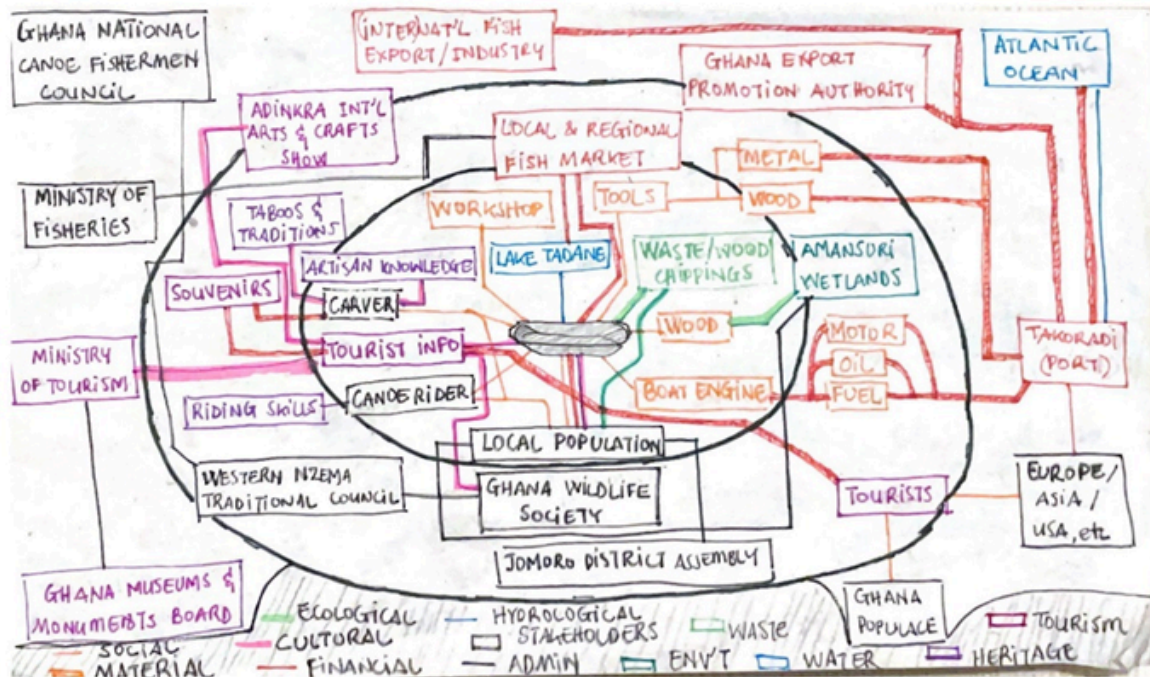 GHANA NATIONAL
CANOE FISHERMEN
COUNCIL
INTERNAT'L FISH
EXPORT/INDUSTRY
GHANA EXPORT
PROMOTION AUTHORITY
ATLANTIC
OCEAN
ADINKRA INT'L
ARTS & CRAFTS
SHOW
LOCAL & REGIONAL
FISH MARKET
METAL
MINISTRY OF
FISHERIES
TABOOS &
TRADITIONS
WORKSHOP
TOOLS
WOOD
ARTISAN KNOWLEDGE
LAKE TADANE
WASTE/WOOD
CHIPPINGS
AMANSURI
WETLANDS
SOUVENIRS
CARVER
WOOD
MOTOR
TAKORADI
(PORT)
MINISTRY
OF TOURISM
TOURIST INFO
OIL
RIDING SKILLS
CANOE RIDER
BOAT ENGINE
FUEL
LOCAL POPULATION
WESTERN NZEMA
TRADITIONAL COUNCIL
GHANA WILDLIFE
SOCIETY
TOURISTS
EUROPE/
ASIA/
USA, etc
JOMORO DISTRICT ASSEMBLY
GHANA MUSEUMS &
MONUMENTS BOARD
GHANA
POPULACE
ECOLOGICAL
HYDROLOGICAL
STAKEHOLDERS
WASTE
TOURISM
SOCIAL
CULTURAL
MATERIAL
FINANCIAL
ADMIN
ENV'T
WATER
HERITAGE